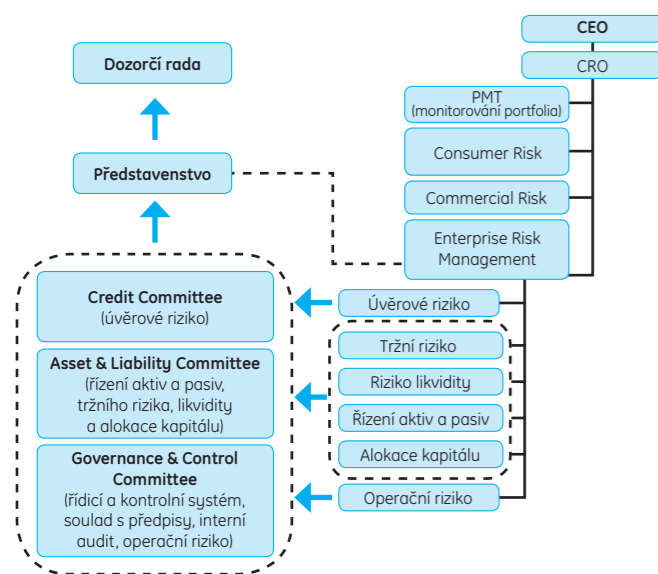 CEO
CRO
Dozorčí rada
PMT
(monitorování portfolia)
Consumer Risk
Představenstvo
Commercial Risk
Enterprise Risk
Management
Credit Committee
(úvěrové riziko)
Úvěrové riziko
Asset & Liability Committee
(řízení aktiv a pasiv,
tržního rizika, likvidity
a alokace kapitálu)
Tržní riziko
Riziko likvidity
Řízení aktiv a pasiv
Alokace kapitálu
Governance & Control
Committee
(řídicí a kontrolní systém,
soulad s předpisy, interní
audit, operační riziko)
Operační riziko